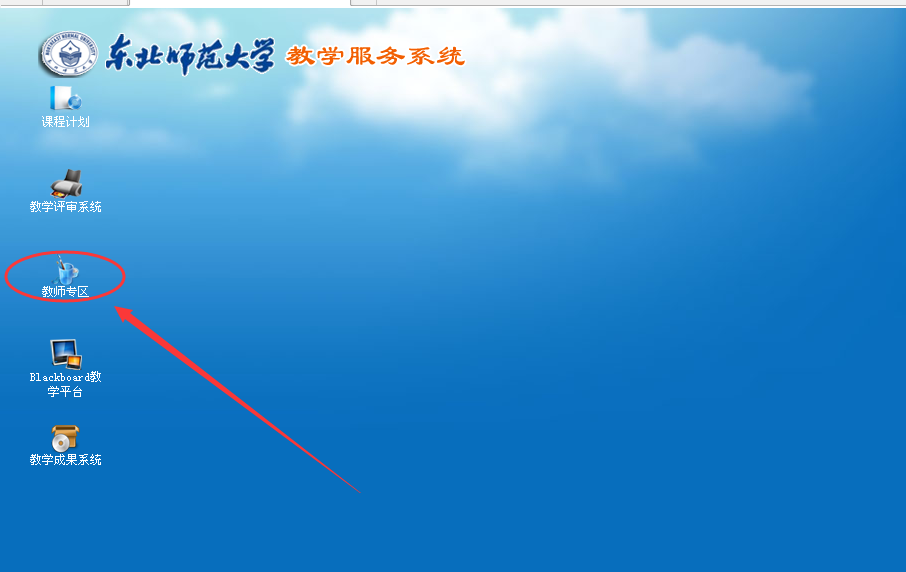 东北师范大学 教学服务系统
课程计划
教学评审系统
教师专区
Blackboard教
学平台
教学成果系统